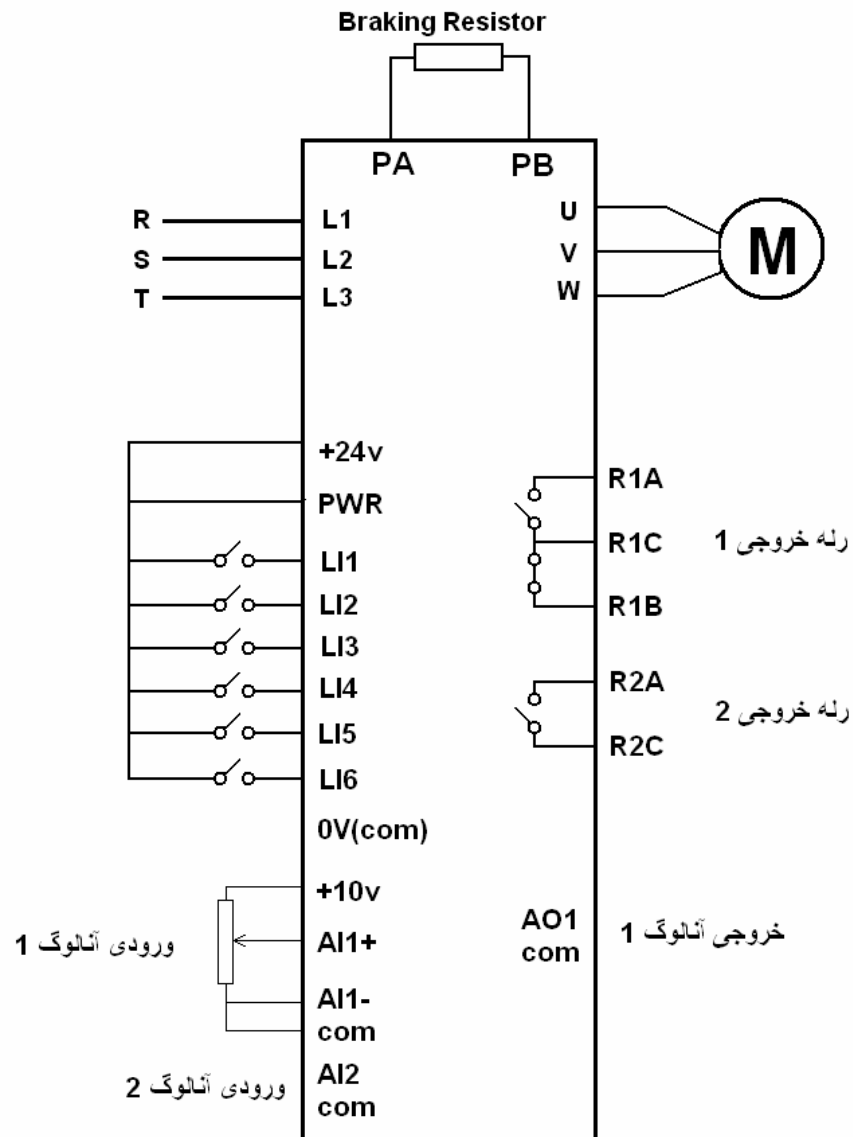 Braking Resistor
PA
PB
R
L1
S
L2
T
L3
U
V
W
M
+24v
PWR
LI1
LI2
LI3
LI4
LI5
LI6
0V(com)
+10v
AI1+
AI1-
com
AI2
com
ورودی آنالوگ 1
ورودی آنالوگ 2
R1A
R1C
R1B
رله خروجی 1
R2A
R2C
رله خروجی 2
AO1
com
خروجی آنالوگ 1